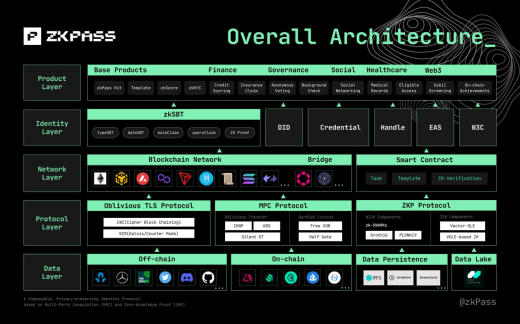 ZKPASS
Overall Architecture_
Product Layer
Base Products
Finance
Governance
Social
Healthcare
Web3
zkPass Kit
Template
zkScore
zkKYC
Credit Scoring
Insurance Claim
Anonymous Voting
Background Check
Social Networking
Medical Records
Eligible Access
Sybil Screening
On-chain Achievements
Identity Layer
zkSBT
typeSBT
dateSBT
mainClaim
queryClaim
ZK Proof
DID
Credential
Handle
EAS
W3C
Network Layer
Blockchain Network
Bridge
Smart Contract
Task
Template
ZK-Verification
Protocol Layer
Oblivious TLS Protocol
CBC(Cipher Block Chaining)
GCM(Galois/Counter Mode)
MPC Protocol
Oblivious Transfer
IKNP
KOS
Silent OT
Garbled Circuit
Free XOR
Half Gate
ZKP Protocol
NIZK Components
zk-SNARKs
Groth16
PLONK19
IZK Components
Vector-OLE
VOLE-based ZK
Data Layer
Off-chain
On-chain
Data Persistence
IPFS
Data Lake
A Composable, Privacy-preserving Identity Protocol
based on Multi-Party Computation (MPC) and Zero-Knowledge Proof (ZKP)
@zkPass